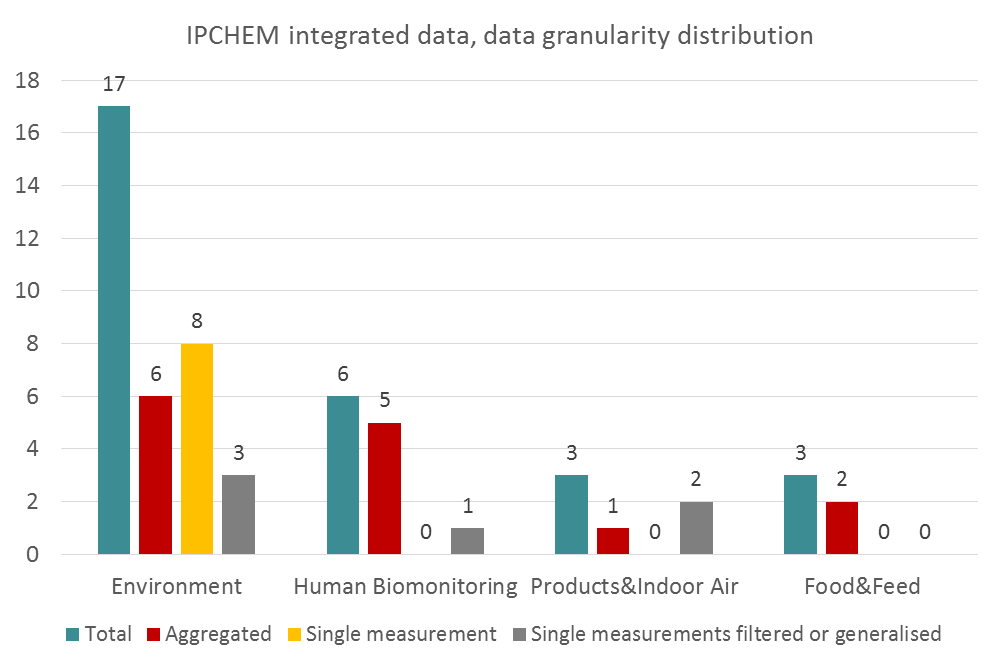 IPCHEM integrated data, data granularity distribution
18
16
14
12
10
8
6
4
2
0
17
6
8
3
6
5
0
1
3
1
0
2
3
2
0
0
Environment
Human Biomonitoring
Products&Indoor Air
Food&Feed
Total
Aggregated
Single measurement
Single measurements filtered or generalised